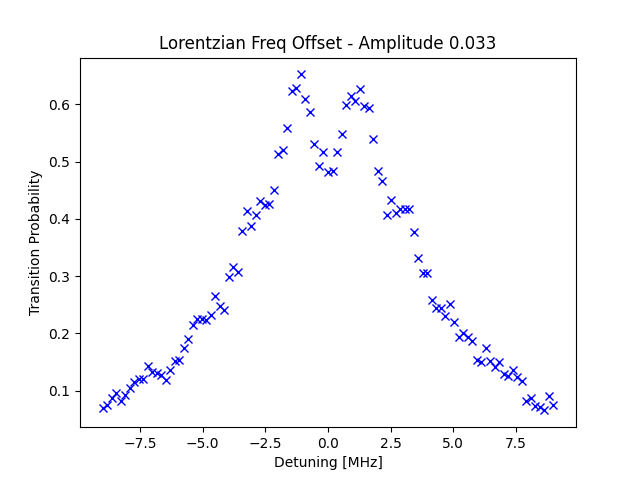 Lorentzian Freq Offset - Amplitude 0.033
Transition Probability
0.6
0.5
0.4
0.3
0.2
0.1
−7.5 −5.0 −2.5 0.0 2.5 5.0 7.5
Detuning [MHz]